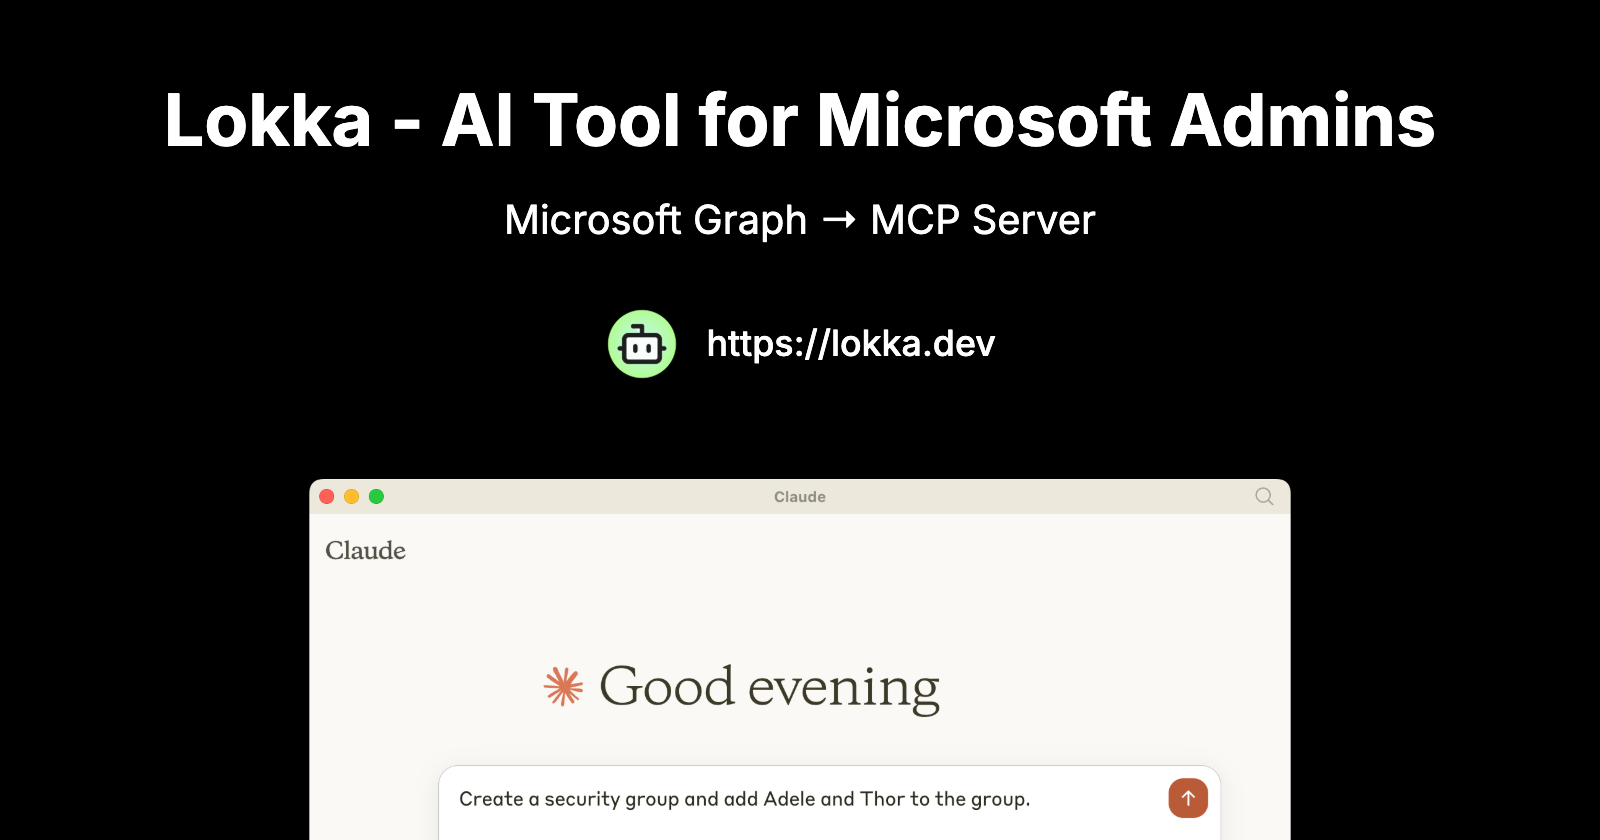 Lokka - AI Tool for Microsoft Admins
Microsoft Graph → MCP Server
https://lokka.dev
Claude
Claude
Good evening
Create a security group and add Adele and Thor to the group.